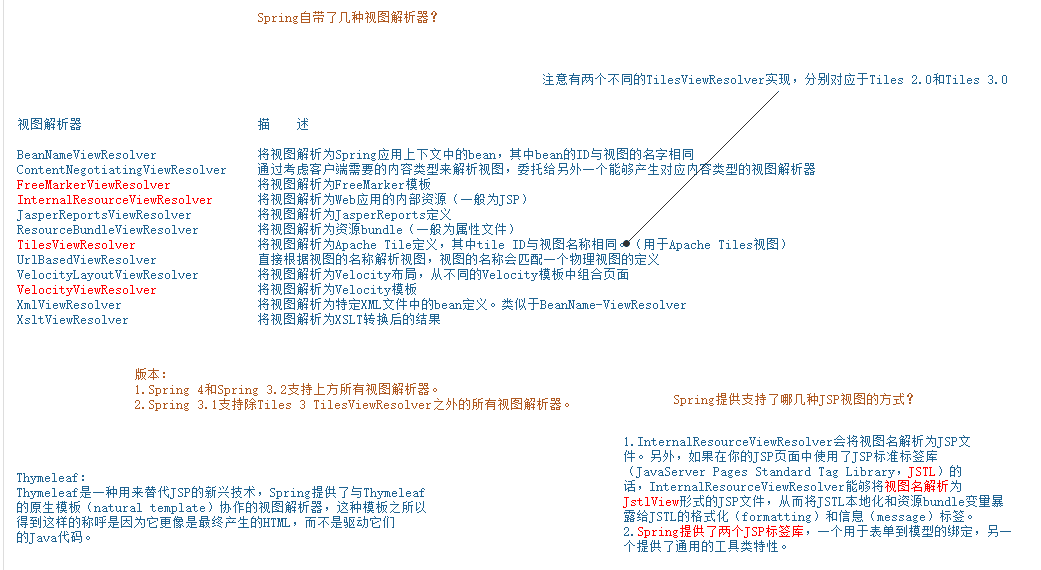 Spring自带了几种视图解析器？
注意有两个不同的TilesViewResolver实现，分别对应于Tiles 2.0和Tiles 3.0
视图解析器 描 述
BeanNameViewResolver 将视图解析为Spring应用上下文中的bean，其中bean的ID与视图的名字相同
ContentNegotiatingViewResolver 通过考虑客户端需要的内容类型来解析视图，委托给另外一个能够产生对应内容类型的视图解析器
FreeMarkerViewResolver 将视图解析为FreeMarker模板
InternalResourceViewResolver 将视图解析为Web应用的内部资源（一般为JSP）
JasperReportsViewResolver 将视图解析为JasperReports定义
ResourceBundleViewResolver 将视图解析为资源bundle（一般为属性文件）
TilesViewResolver 将视图解析为Apache Tile定义，其中tile ID与视图名称相同。（用于Apache Tiles视图）
UrlBasedViewResolver 直接根据视图的名称解析视图，视图的名称会匹配一个物理视图的定义
VelocityLayoutViewResolver 将视图解析为Velocity布局，从不同的Velocity模板中组合页面
VelocityViewResolver 将视图解析为Velocity模板
XmlViewResolver 将视图解析为特定XML文件中的bean定义。类似于BeanName-ViewResolver
XsltViewResolver 将视图解析为XSLT转换后的结果
版本：
1.Spring 4和Spring 3.2支持上方所有视图解析器。
2.Spring 3.1支持除Tiles 3 TilesViewResolver之外的所有视图解析器。
Thymeleaf：
Thymeleaf是一种用来替代JSP的新兴技术，Spring提供了与Thymeleaf
的原生模板（natural template）协作的视图解析器，这种模板之所以
得到这样的称呼是因为它更像是最终产生的HTML，而不是驱动它们
的Java代码。
Spring提供支持了哪几种JSP视图的方式？
1.InternalResourceViewResolver会将视图名解析为JSP文
件。另外，如果在你的JSP页面中使用了JSP标准标签库
（JavaServer Pages Standard Tag Library，JSTL）的
话，InternalResourceViewResolver能够将视图名解析为
JstlView形式的JSP文件，从而将JSTL本地化和资源bundle变量暴
露给JSTL的格式化（formatting）和信息（message）标签。
2.Spring提供了两个JSP标签库，一个用于表单到模型的绑定，另一
个提供了通用的工具类特性。